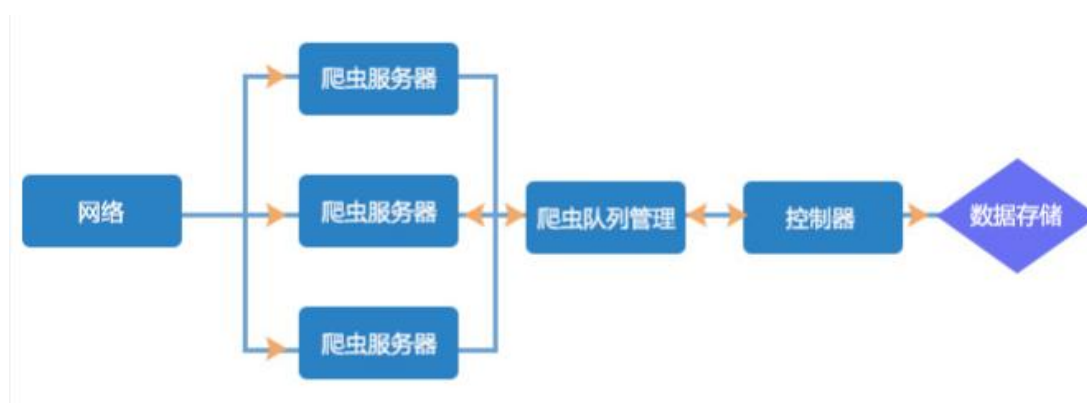 爬虫服务器
网络
爬虫服务器
爬虫队列管理
控制器
数据存储
爬虫服务器